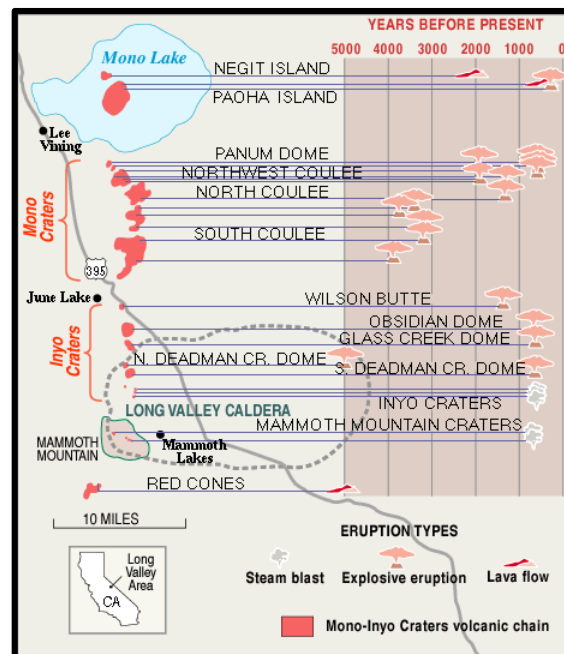 YEARS BEFORE PRESENT
5000 4000 3000 2000 1000 0
Mono Lake
NEGIT ISLAND
PAOHA ISLAND
Lee
Vining
PANUM DOME
NORTHWEST COULEE
NORTH COULEE
Mono
Craters
SOUTH COULEE
395
June Lake
WILSON BUTTE
OBSIDIAN DOME
GLASS CREEK DOME
Inyo
Craters
N. DEADMAN CR. DOME
S. DEADMAN CR. DOME
INYO CRATERS
LONG VALLEY CALDERA
MAMMOTH MOUNTAIN CRATERS
MAMMOTH
MOUNTAIN
Mammoth
Lakes
RED CONES
10 MILES
ERUPTION TYPES
Long
Valley
Area
CA
Steam blast
Explosive eruption
Lava flow
Mono-Inyo Craters volcanic chain